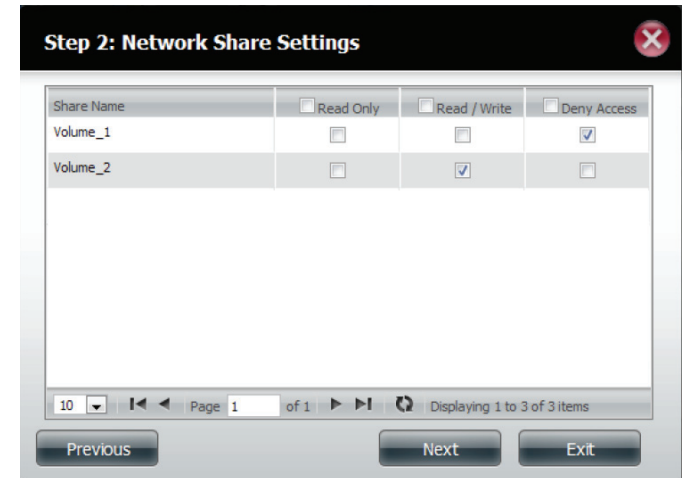 Step 2: Network Share Settings
Share Name Read Only Read / Write Deny Access
Volume_1
Volume_2
10 Page 1 of 1 Displaying 1 to 3 of 3 items
Previous Next Exit